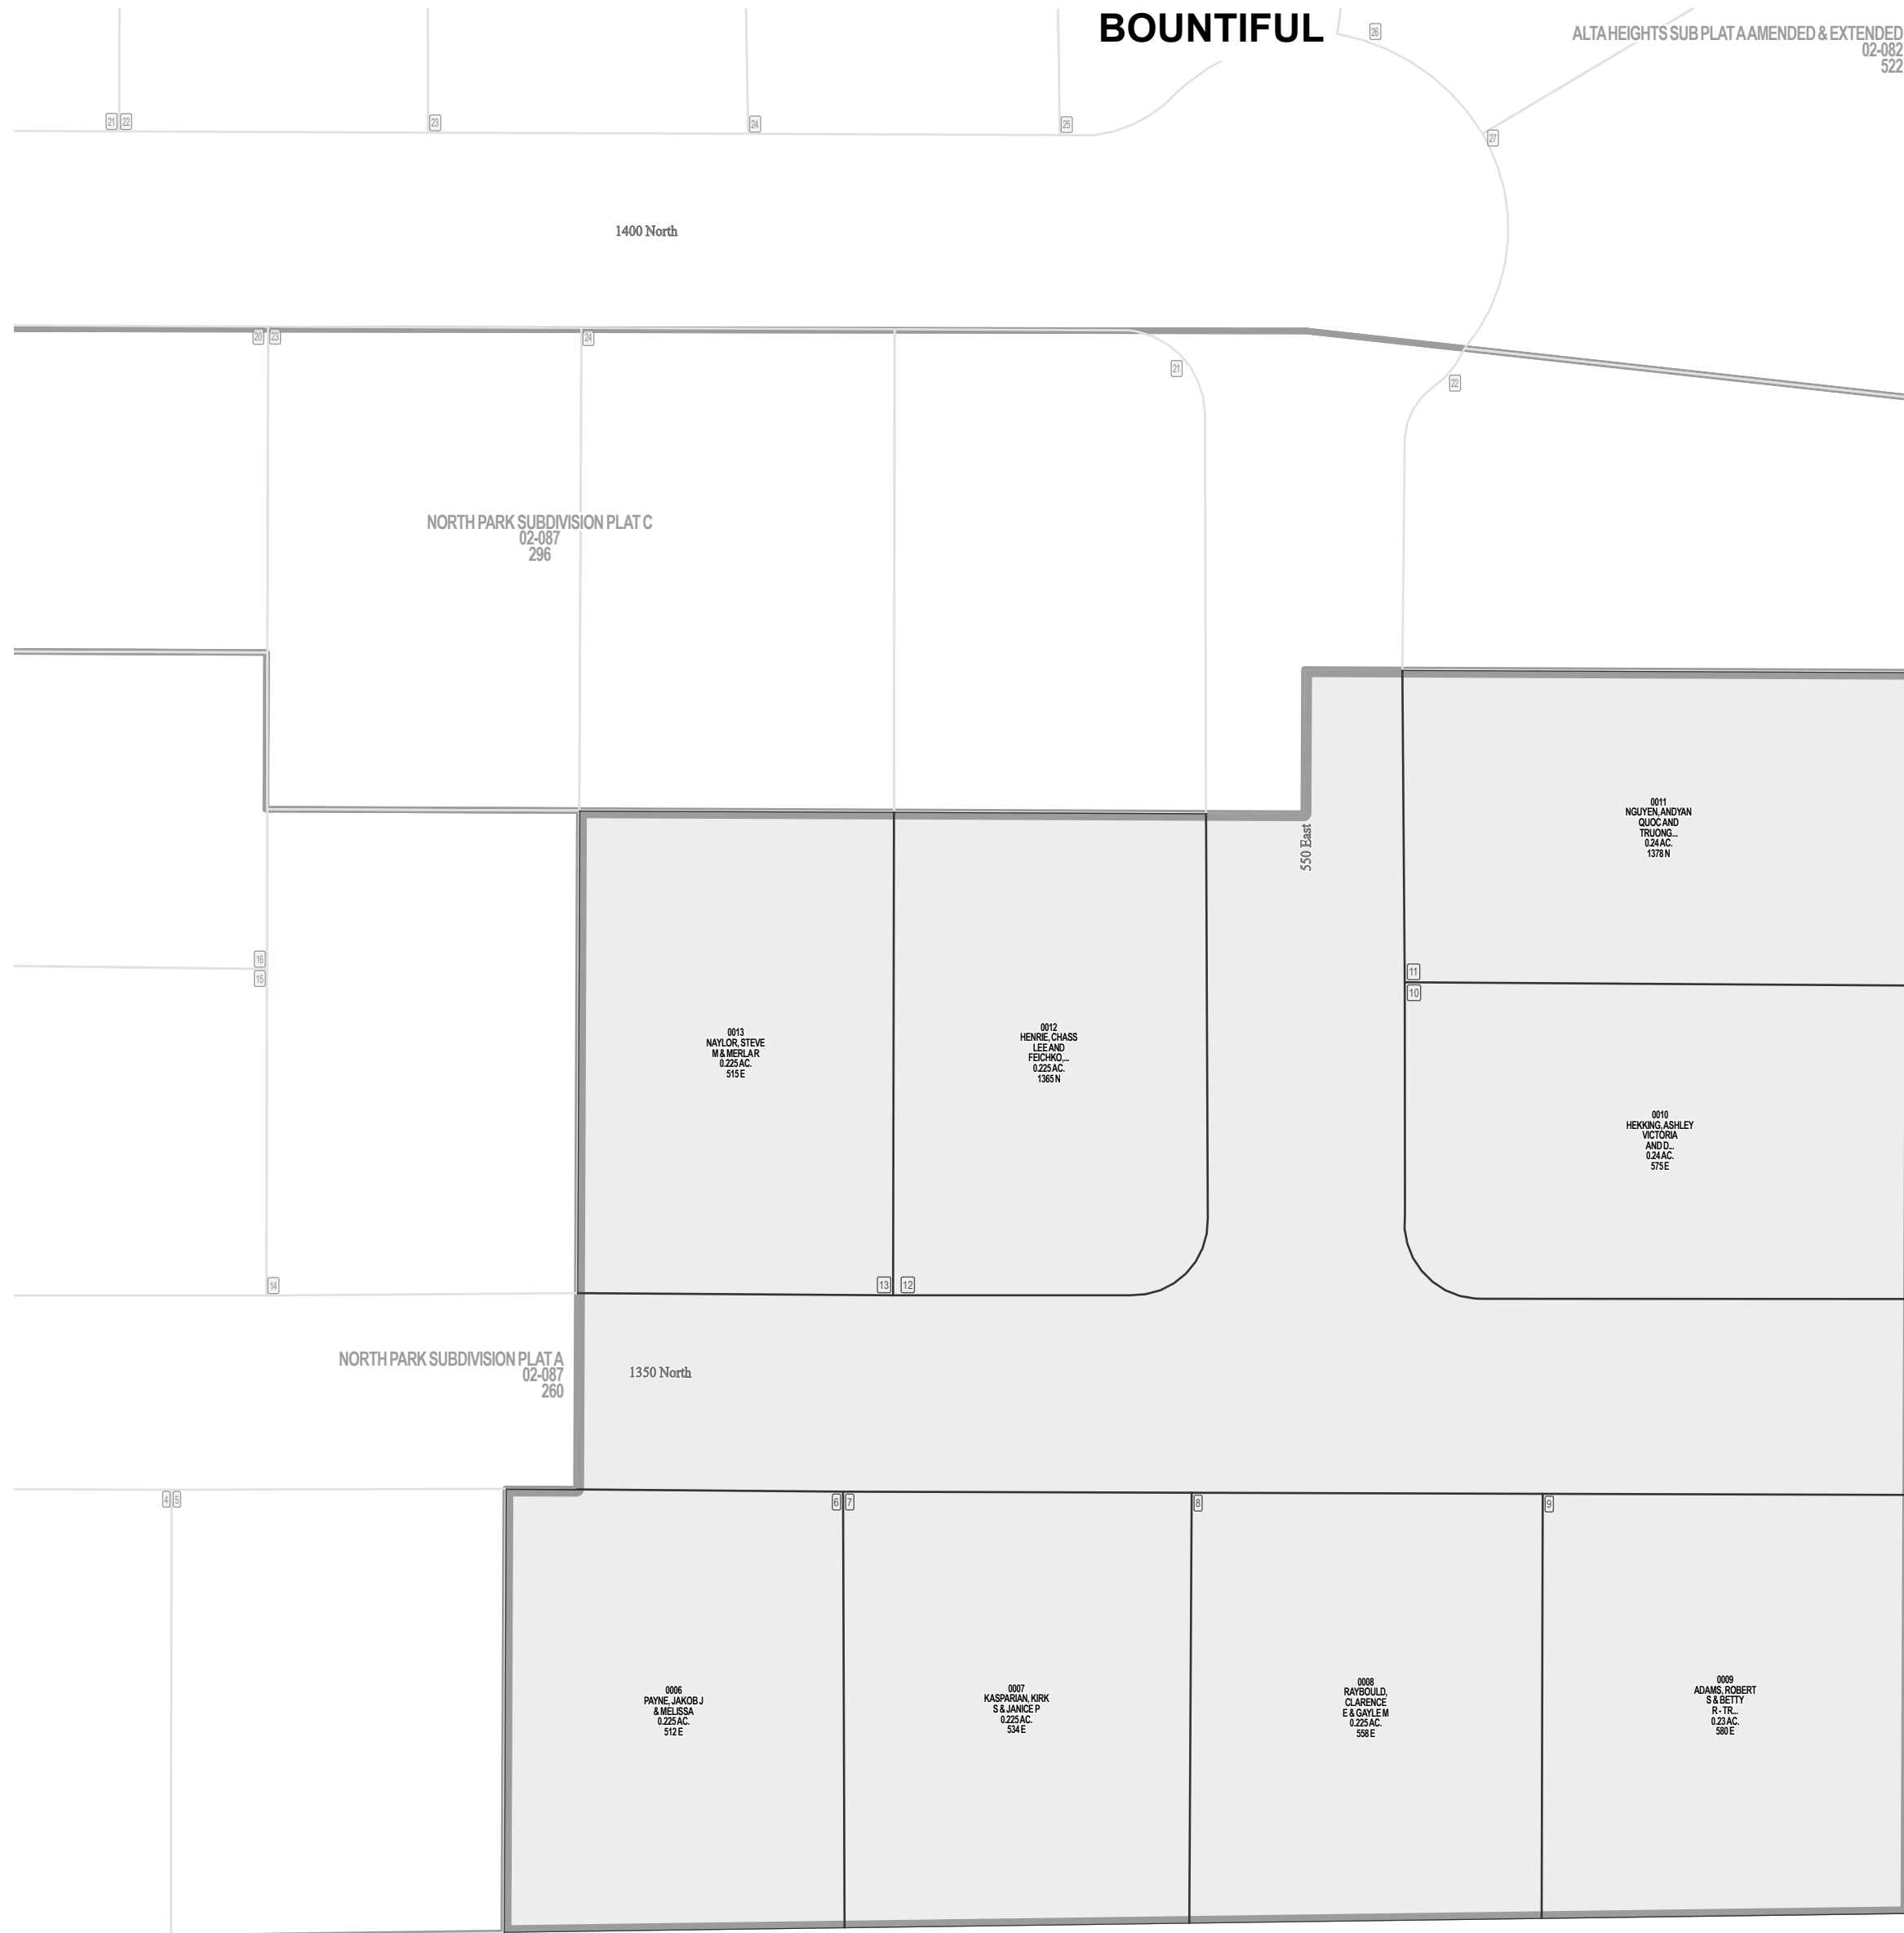 BOUNTIFUL
26
ALTA HEIGHTS SUB PLAT A AMENDED & EXTENDED
02-082
522
21
22
23
24
25
27
1400 North
20
23
24
21
22
NORTH PARK SUBDIVISION PLAT C
02-087
296
0011
NGUYEN, ANDYAN
QUOC AND
TRUONG...
0.24 AC.
1378 N
550 East
16
15
11
10
0013
NAYLOR, STEVE
M & MERLA R
0.225 AC.
515 E
0012
HENRIE, CHASS
LEE AND
FEICHKO,...
0.225 AC.
1365 N
0010
HEKKING, ASHLEY
VICTORIA
AND D...
0.24 AC.
575 E
14
13
12
NORTH PARK SUBDIVISION PLAT A
02-087
260
1350 North
4
5
6
7
8
9
0006
PAYNE, JAKOB J
& MELISSA
0.225 AC.
512 E
0007
KASPARIAN, KIRK
S & JANICE P
0.225 AC.
534 E
0008
RAYBOULD,
CLARENCE
E & GAYLE M
0.225 AC.
558 E
0009
ADAMS, ROBERT
S & BETTY
R - TR...
0.23 AC.
580 E